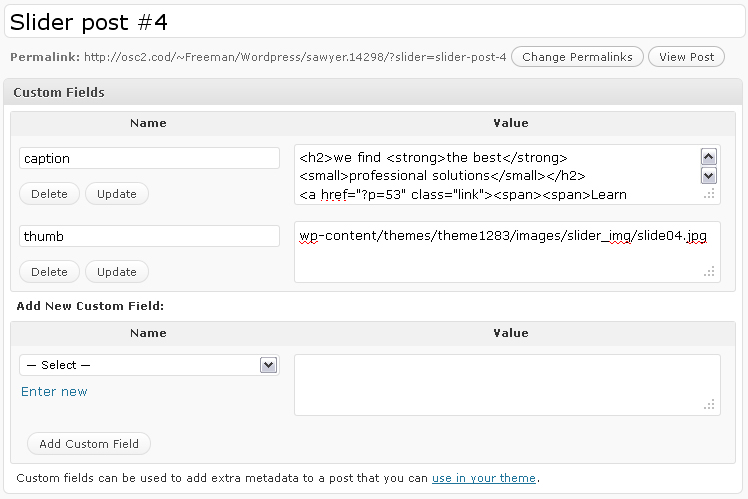 Slider post #4
Permalink: http://osc2.cod/~Freeman/Wordpress/sawyer.14298/?slider=slider-post-4 Change Permalinks View Post
Custom Fields
Name Value
caption
<h2>we find <strong>the best</strong>
<small>professional solutions</small></h2>
<a href="?p=53" class="link"><span><span>Learn
Delete Update
thumb
wp-content/themes/theme1283/images/slider_img/slide04.jpg
Delete Update
Add New Custom Field:
Name Value
— Select —
Enter new
Add Custom Field
Custom fields can be used to add extra metadata to a post that you can use in your theme.